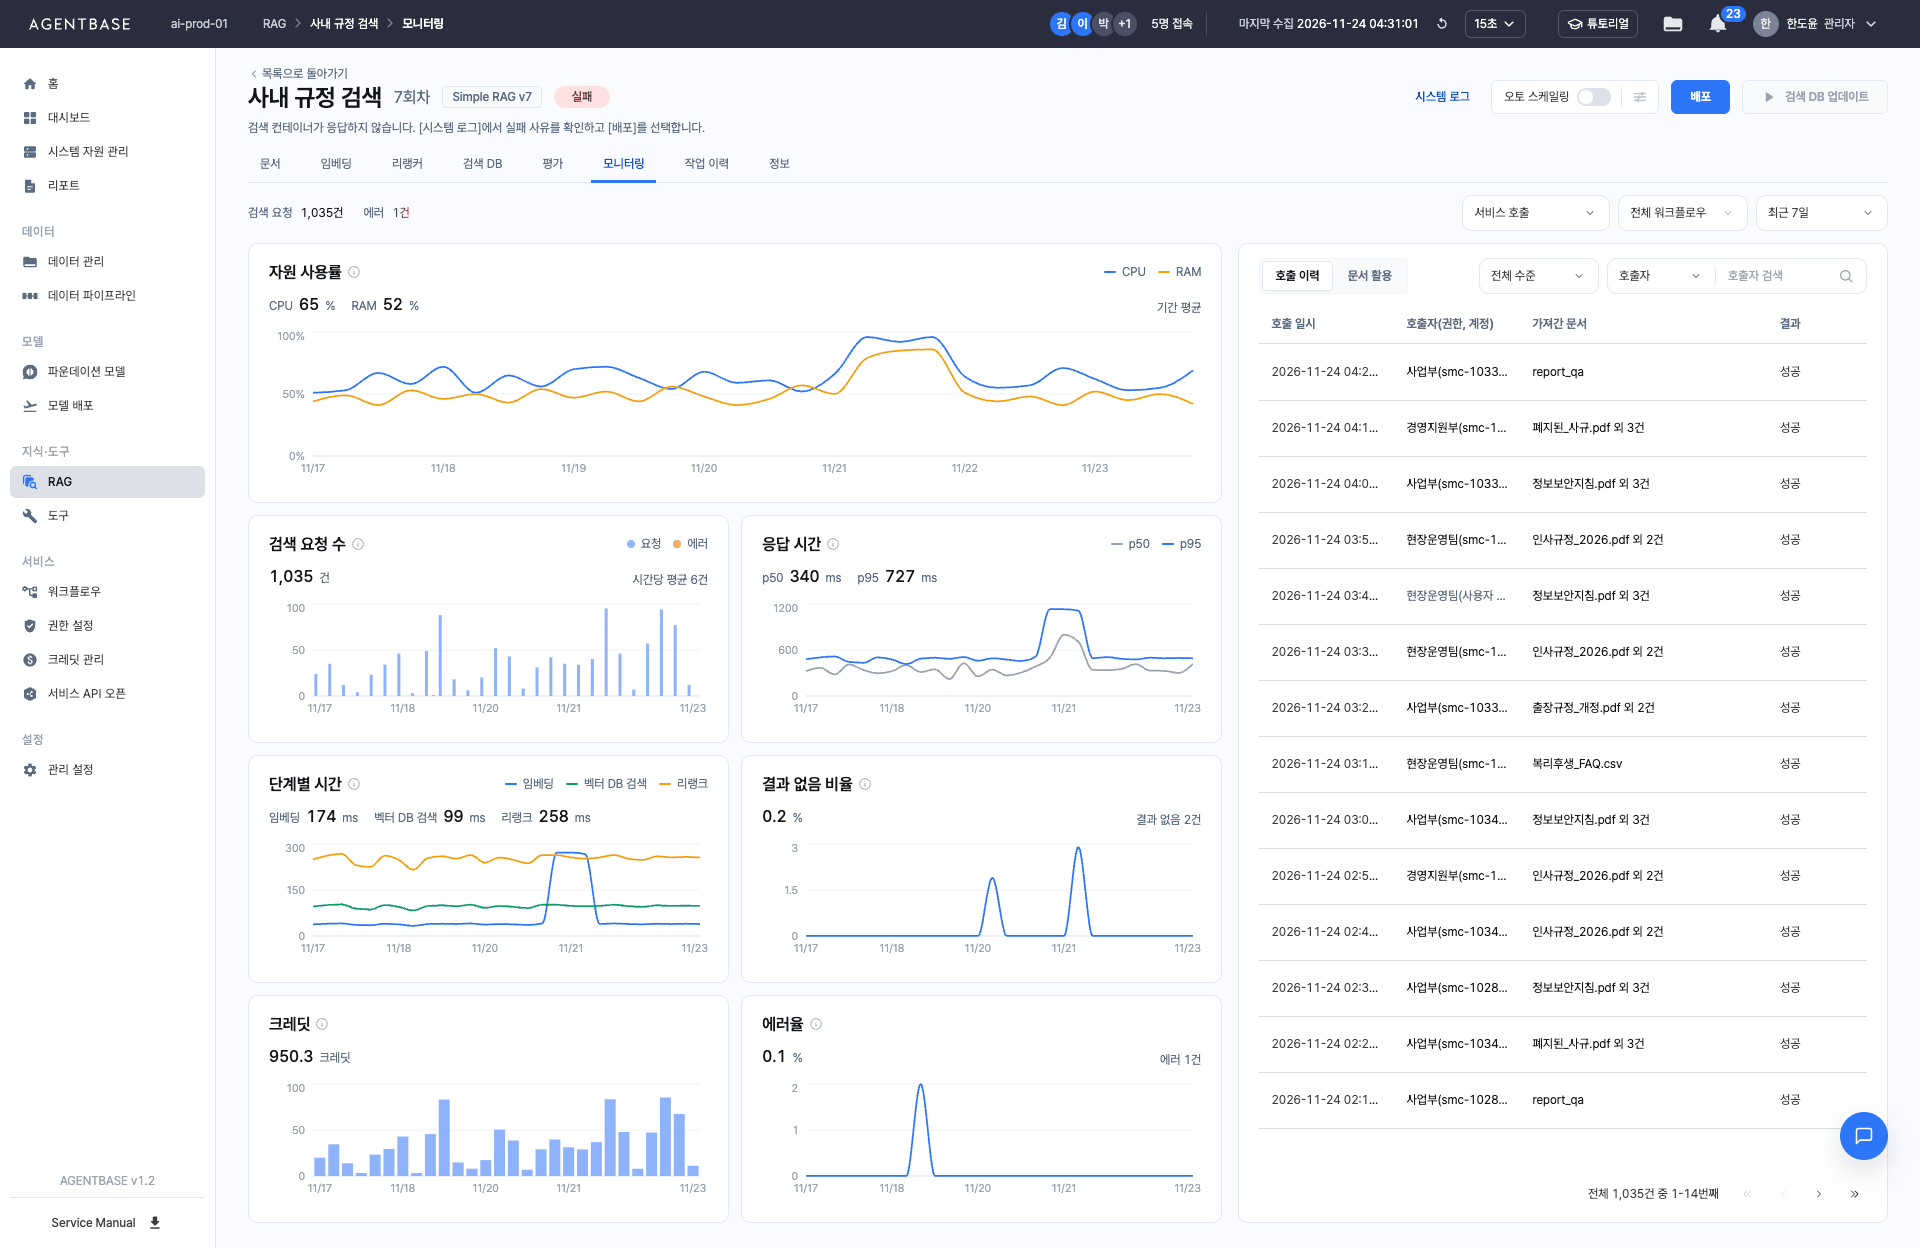 AGENTBASE
ai-prod-01
RAG 사내 규정 검색 모니터링
김 이 박 +1 5명 접속
마지막 수집 2026-11-24 04:31:01
15초
튜토리얼
23
한 한도윤 관리자
홈
대시보드
시스템 자원 관리
리포트
데이터
데이터 관리
데이터 파이프라인
모델
파운데이션 모델
모델 배포
지식·도구
RAG
도구
서비스
워크플로우
권한 설정
크레딧 관리
서비스 API 오픈
설정
관리 설정
AGENTBASE v1.2
Service Manual
목록으로 돌아가기
사내 규정 검색 7회차 Simple RAG v7 실패
검색 컨테이너가 응답하지 않습니다. [시스템 로그]에서 실패 사유를 확인하고 [배포]를 선택합니다.
시스템 로그
오토 스케일링
배포
검색 DB 업데이트
문서 임베딩 리랭커 검색 DB 평가 모니터링 작업 이력 정보
검색 요청 1,035건 에러 1건
서비스 호출
전체 워크플로우
최근 7일
자원 사용률
CPU RAM
CPU 65 % RAM 52 %
기간 평균
100%
50%
0%
11/17 11/18 11/19 11/20 11/21 11/22 11/23
검색 요청 수
요청 에러
1,035 건
시간당 평균 6건
100
50
0
11/17 11/18 11/20 11/21 11/23
응답 시간
p50 p95
p50 340 ms p95 727 ms
1200
600
0
11/17 11/18 11/20 11/21 11/23
단계별 시간
임베딩 벡터 DB 검색 리랭크
임베딩 174 ms 벡터 DB 검색 99 ms 리랭크 258 ms
300
150
0
11/17 11/18 11/20 11/21 11/23
결과 없음 비율
0.2 %
결과 없음 2건
3
1.5
0
11/17 11/18 11/20 11/21 11/23
크레딧
950.3 크레딧
100
50
0
11/17 11/18 11/20 11/21 11/23
에러율
0.1 %
에러 1건
2
1
0
11/17 11/18 11/20 11/21 11/23
호출 이력 문서 활용
전체 수준
호출자
호출자 검색
호출 일시 호출자(권한, 계정) 가져간 문서 결과
2026-11-24 04:2... 사업부(smc-1033... report_qa 성공
2026-11-24 04:1... 경영지원부(smc-1... 폐지된_사규.pdf 외 3건 성공
2026-11-24 04:0... 사업부(smc-1033... 정보보안지침.pdf 외 3건 성공
2026-11-24 03:5... 현장운영팀(smc-1... 인사규정_2026.pdf 외 2건 성공
2026-11-24 03:4... 현장운영팀(사용자 ... 정보보안지침.pdf 외 3건 성공
2026-11-24 03:3... 현장운영팀(smc-1... 인사규정_2026.pdf 외 2건 성공
2026-11-24 03:2... 사업부(smc-1033... 출장규정_개정.pdf 외 2건 성공
2026-11-24 03:1... 현장운영팀(smc-1... 복리후생_FAQ.csv 성공
2026-11-24 03:0... 사업부(smc-1034... 정보보안지침.pdf 외 3건 성공
2026-11-24 02:5... 경영지원부(smc-1... 인사규정_2026.pdf 외 2건 성공
2026-11-24 02:4... 사업부(smc-1034... 인사규정_2026.pdf 외 2건 성공
2026-11-24 02:3... 사업부(smc-1028... 정보보안지침.pdf 외 3건 성공
2026-11-24 02:2... 사업부(smc-1034... 폐지된_사규.pdf 외 3건 성공
2026-11-24 02:1... 사업부(smc-1028... report_qa 성공
전체 1,035건 중 1-14번째